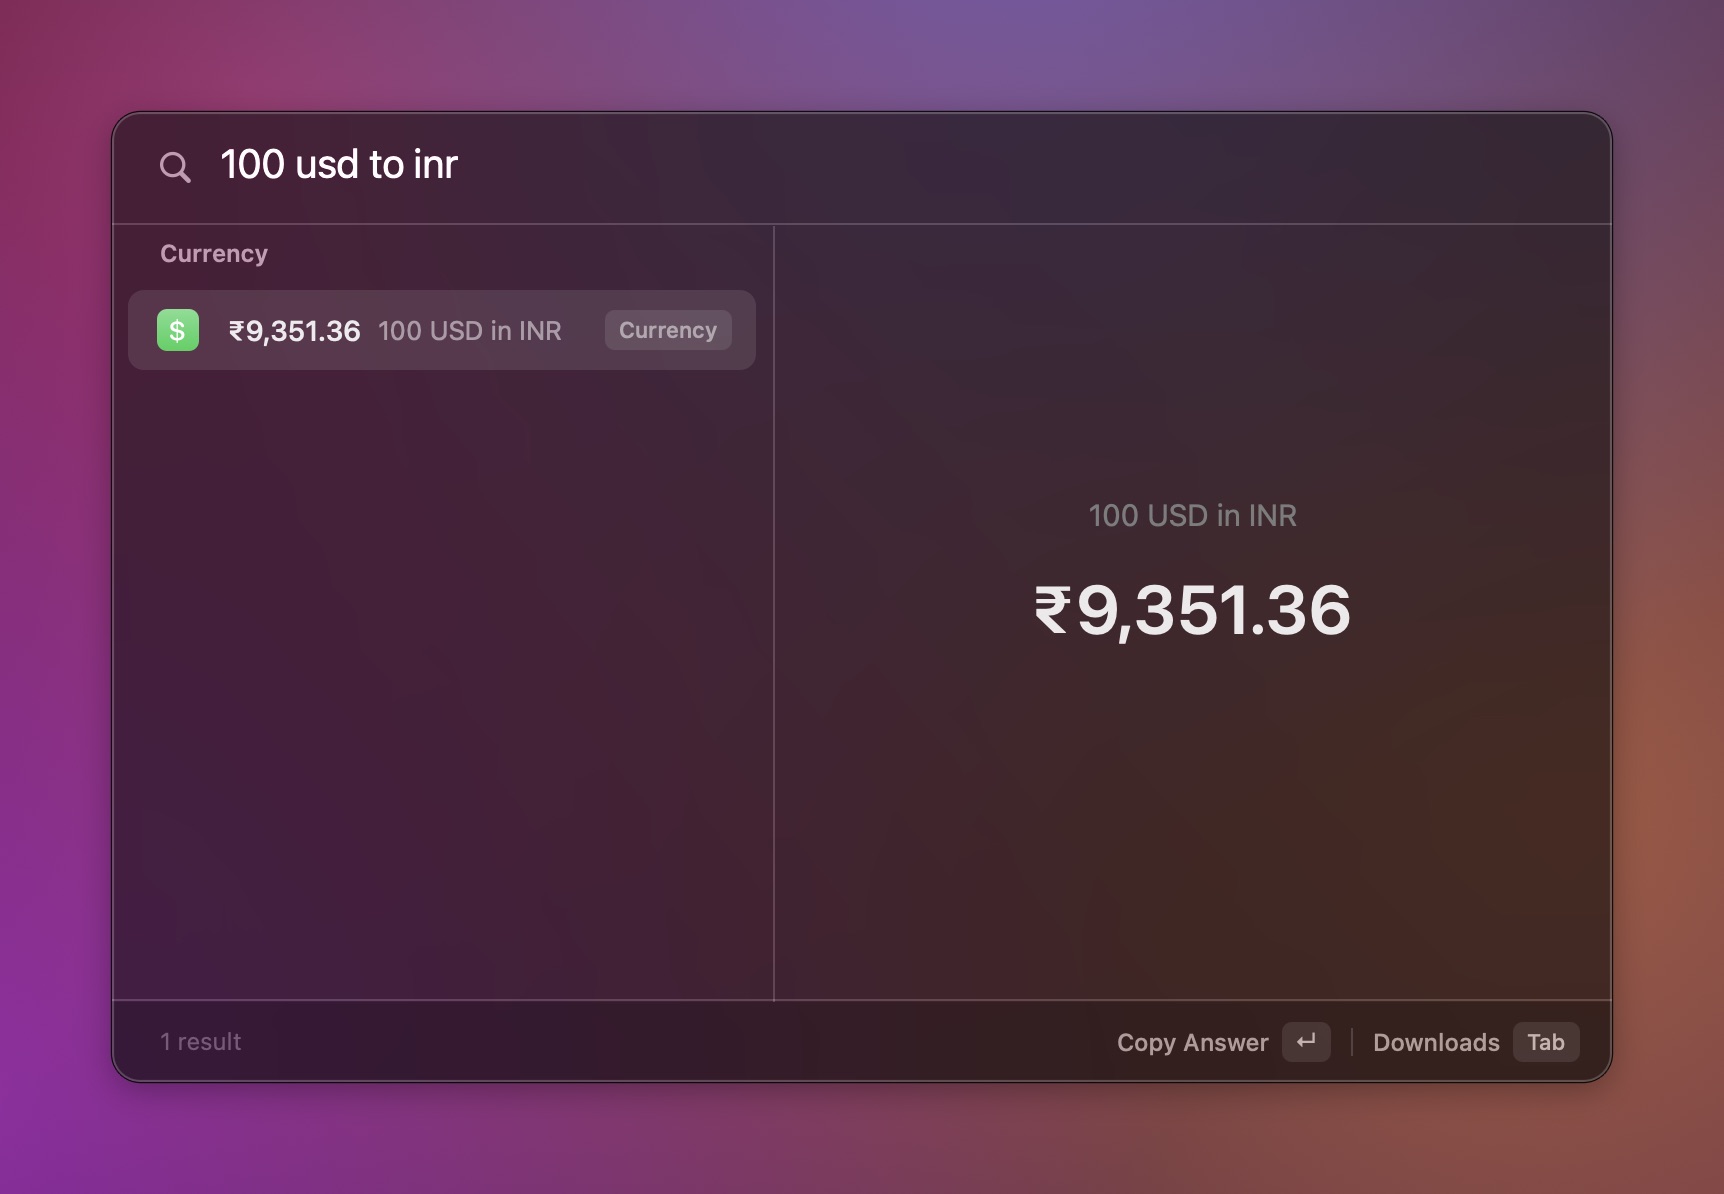 100 usd to inr
Currency
$ ₹9,351.36 100 USD in INR Currency
100 USD in INR
₹9,351.36
1 result
Copy Answer ↵ Downloads Tab